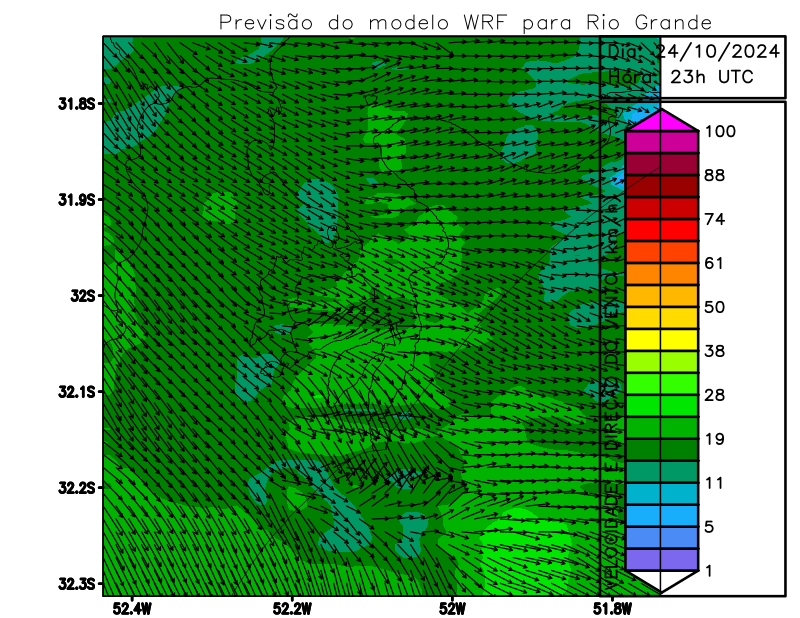 Previsão do modelo WRF para Rio Grande
Dia: 24/10/2024
Hora: 23h UTC
31.8S
31.9S
32S
32.1S
32.2S
32.3S
52.4W
52.2W
52W
51.8W
VELOCIDADE E DIRECAO DO VENTO (km/h)
100
88
74
61
50
38
28
19
11
5
1